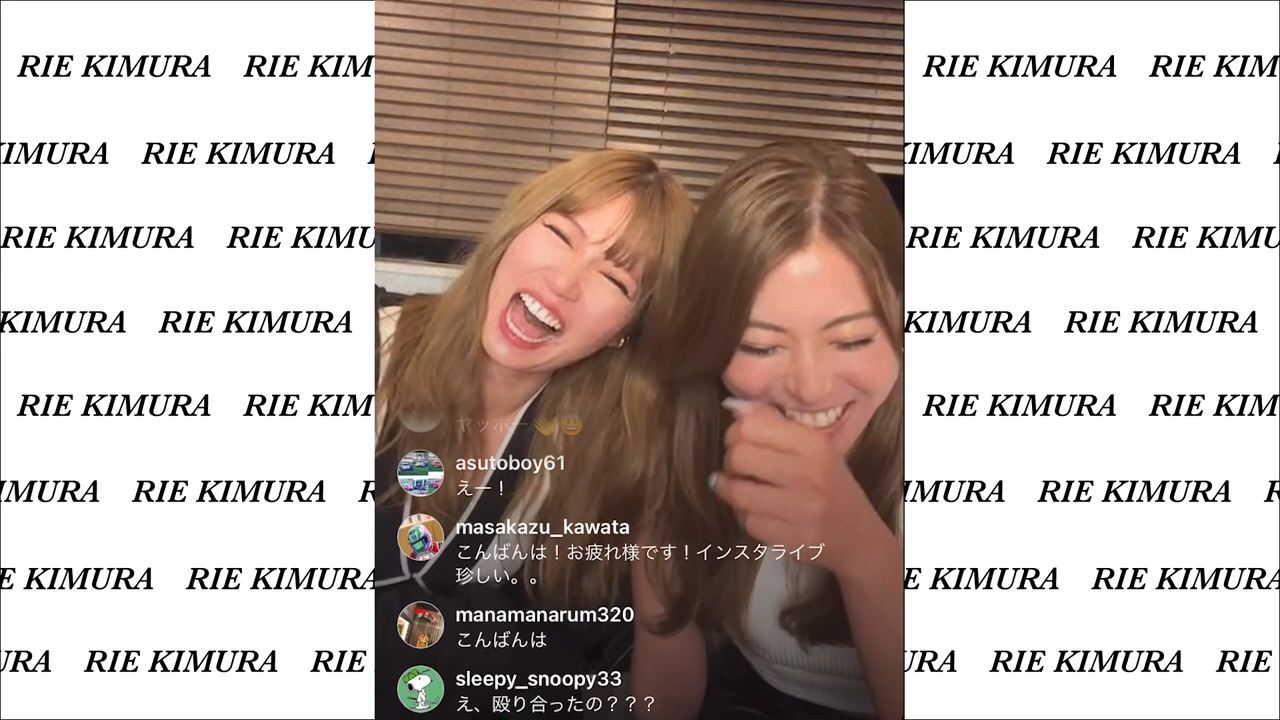 RIE KIMURA RIE KIM
IMURA RIE KIMURA
RIE KIMURA RIE KIMU
KIMURA RIE KIMURA
RIE KIMURA RIE KIM
IMURA RIE KIMURA R
E KIMURA RIE KIMURA
URA RIE KIMURA RIE
ヤッホー👋😃
asutoboy61
えー！
masakazu_kawata
こんばんは！お疲れ様です！インスタライブ
珍しい。。
manamanarum320
こんばんは
sleepy_snoopy33
え、殴り合ったの？？？
RIE KIMURA RIE KIM
IMURA RIE KIMURA
RIE KIMURA RIE KIMU
KIMURA RIE KIMURA
RIE KIMURA RIE KIM
IMURA RIE KIMURA R
E KIMURA RIE KIMURA
URA RIE KIMURA RIE